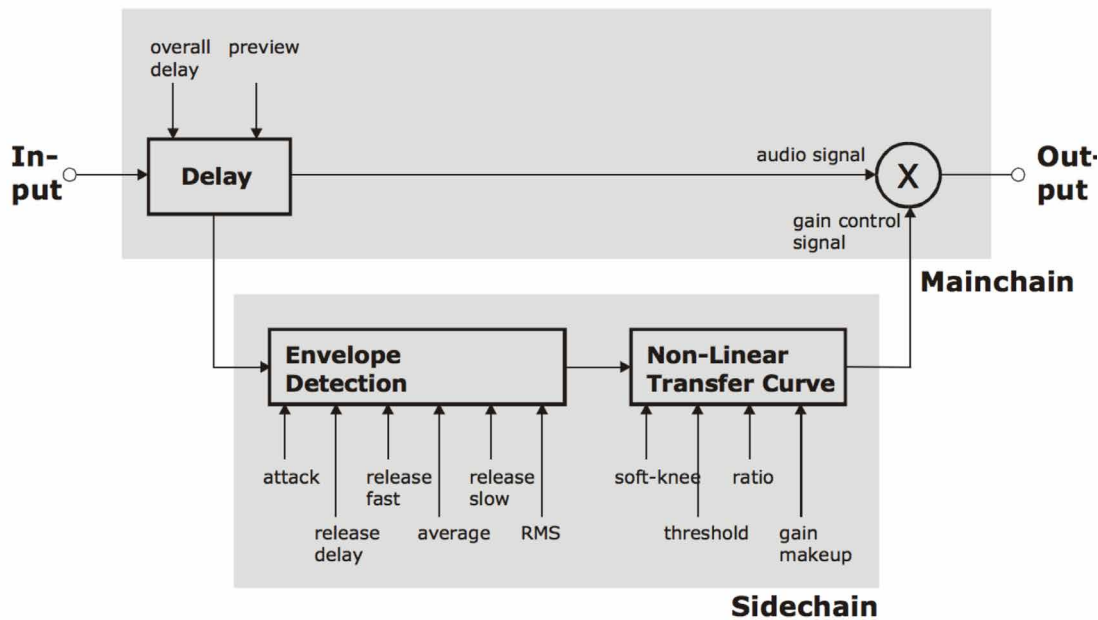 overall
delay
preview
In-
put
Delay
audio signal
X
Out-
put
gain control
signal
Mainchain
Envelope
Detection
Non-Linear
Transfer Curve
attack
release
fast
release
slow
soft-knee
ratio
release
delay
average
RMS
threshold
gain
makeup
Sidechain